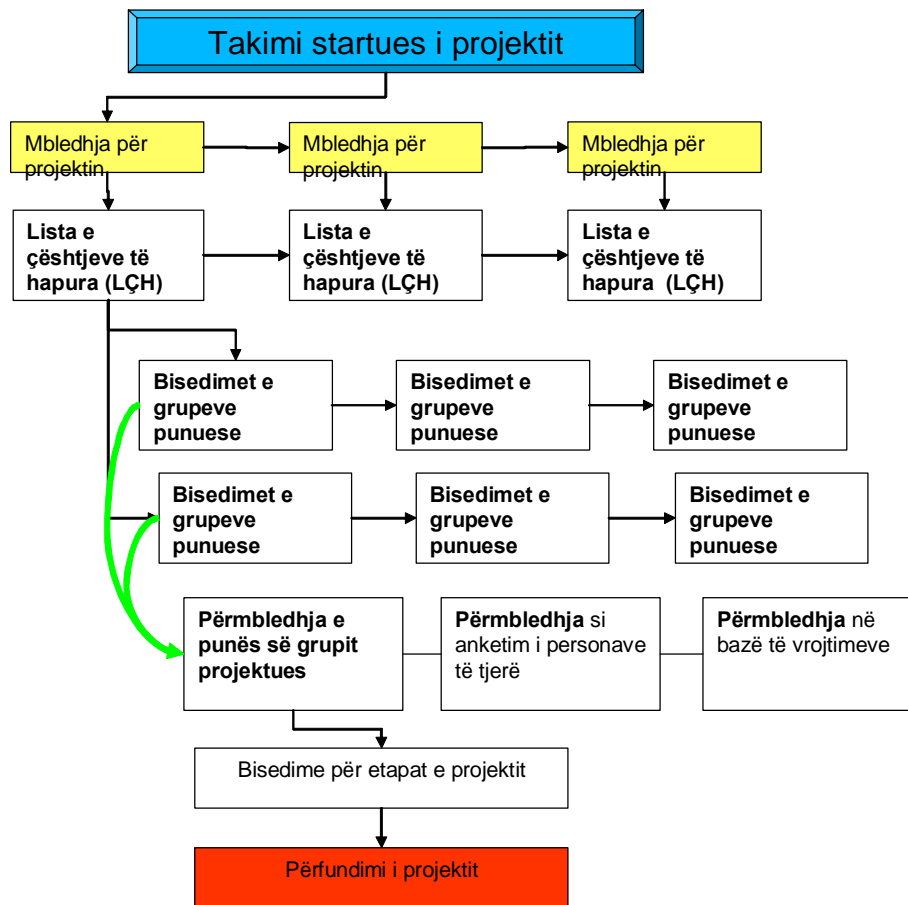 Takimi startues i projektit
Mbledhja për
projektin
Mbledhja për
projektin
Mbledhja për
projektin
Lista e
çështjeve të
hapura (LÇH)
Lista e
çështjeve të
hapura (LÇH)
Lista e
çështjeve të
hapura (LÇH)
Bisedimet e
grupeve
punuese
Bisedimet e
grupeve
punuese
Bisedimet e
grupeve
punuese
Bisedimet e
grupeve
punuese
Bisedimet e
grupeve
punuese
Bisedimet e
grupeve
punuese
Përmbledhja e
punës së grupit
projektues
Përmbledhja si
anketim i personave
të tjerë
Përmbledhja në
bazë të vrojtimeve
Bisedime për etapat e projektit
Përfundimi i projektit